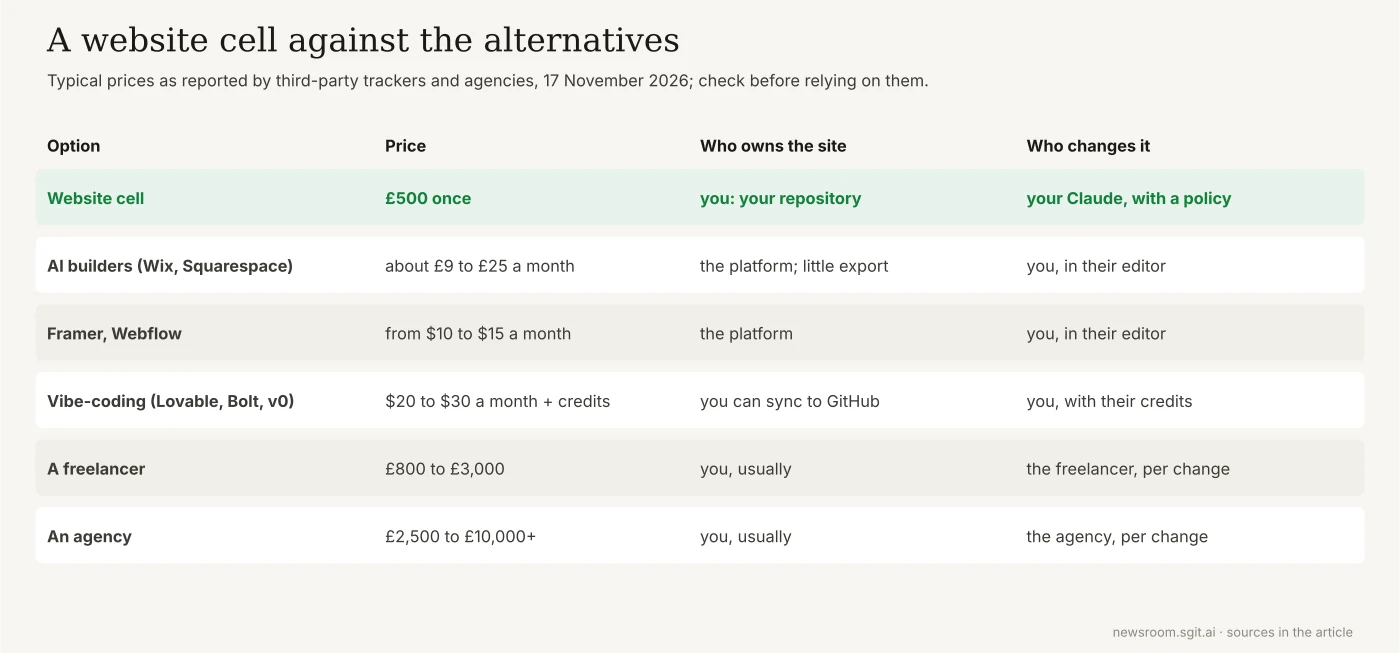 A website cell against the alternatives
Typical prices as reported by third-party trackers and agencies, 17 November 2026; check before relying on them.
Option Price Who owns the site Who changes it
Website cell £500 once you: your repository your Claude, with a policy
AI builders (Wix, Squarespace) about £9 to £25 a month the platform; little export you, in their editor
Framer, Webflow from $10 to $15 a month the platform you, in their editor
Vibe-coding (Lovable, Bolt, v0) $20 to $30 a month + credits you can sync to GitHub you, with their credits
A freelancer £800 to £3,000 you, usually the freelancer, per change
An agency £2,500 to £10,000+ you, usually the agency, per change
newsroom.sgit.ai · sources in the article